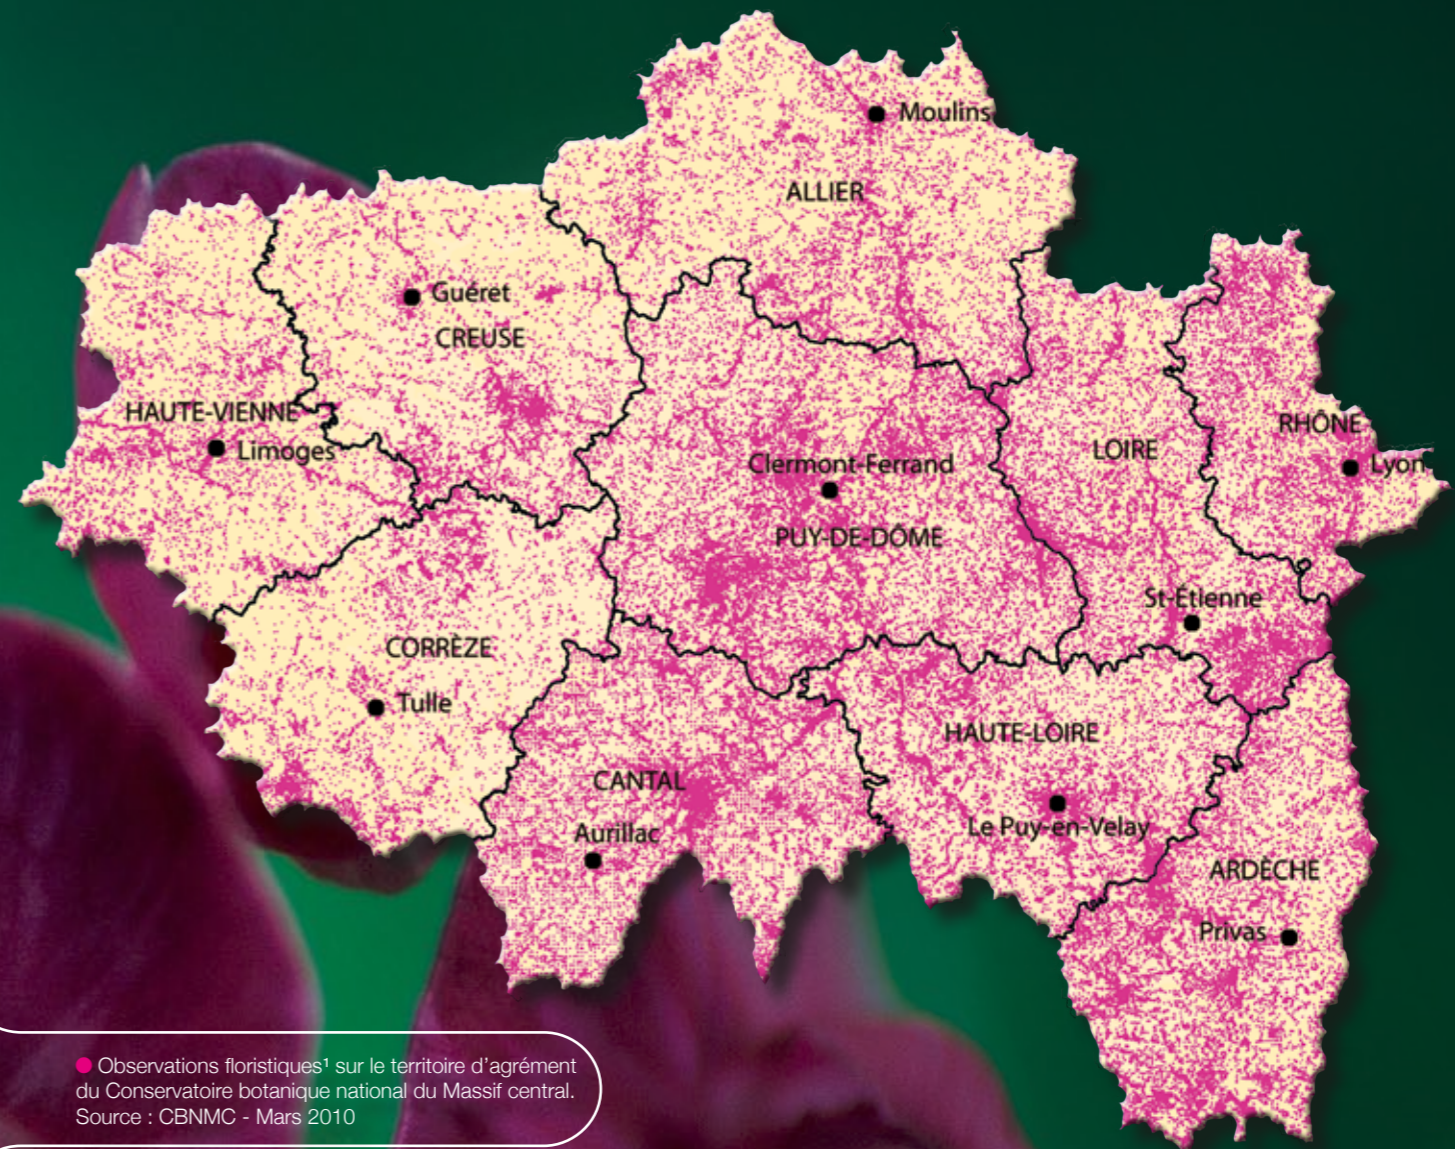 Moulins
ALLIER
Guéret
CREUSE
HAUTE-VIENNE
Limoges
RHÔNE
Lyon
LOIRE
Clermont-Ferrand
PUY-DE-DÔME
St-Étienne
CORRÈZE
Tulle
HAUTE-LOIRE
CANTAL
Le Puy-en-Velay
Aurillac
ARDÈCHE
Privas
Observations floristiques¹ sur le territoire d'agrément
du Conservatoire botanique national du Massif central.
Source : CBNMC - Mars 2010